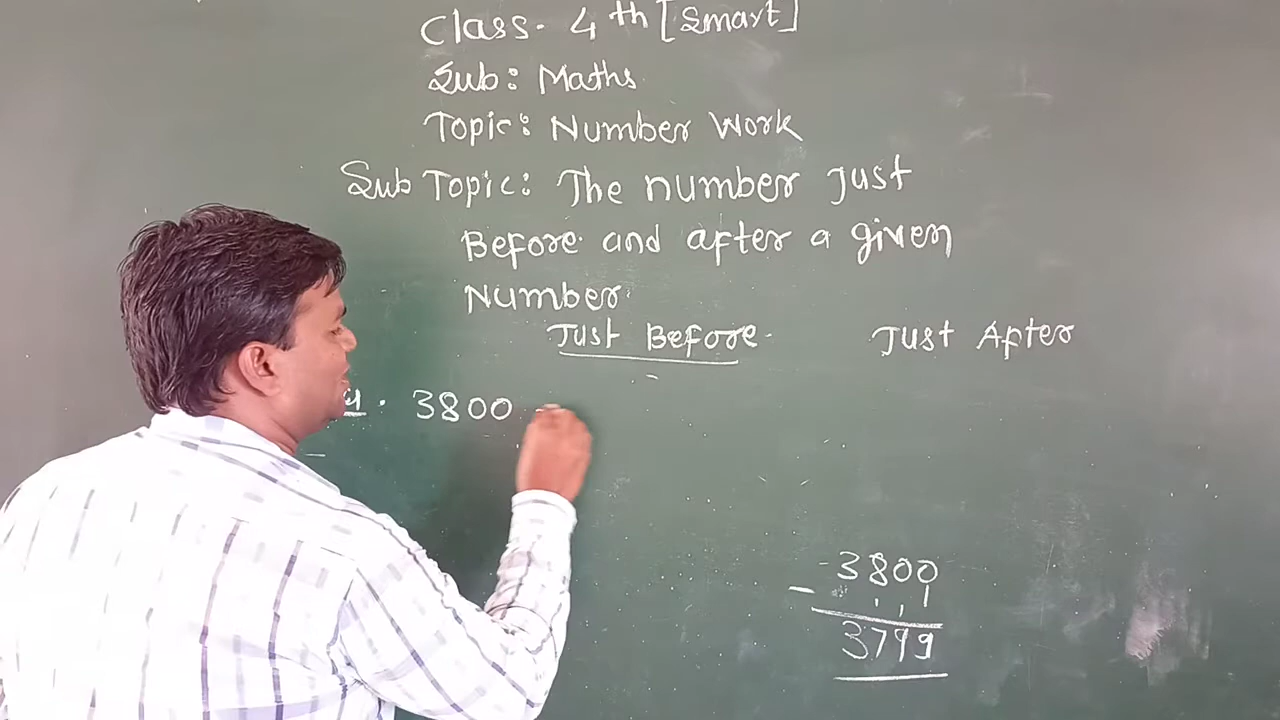 Class. 4th [Smart]
Sub: Maths
Topic: Number Work
Sub Topic: The number Just
Before and after a given
Number.
Just Before. Just After
4. 3800 -
3800
- 1
3799